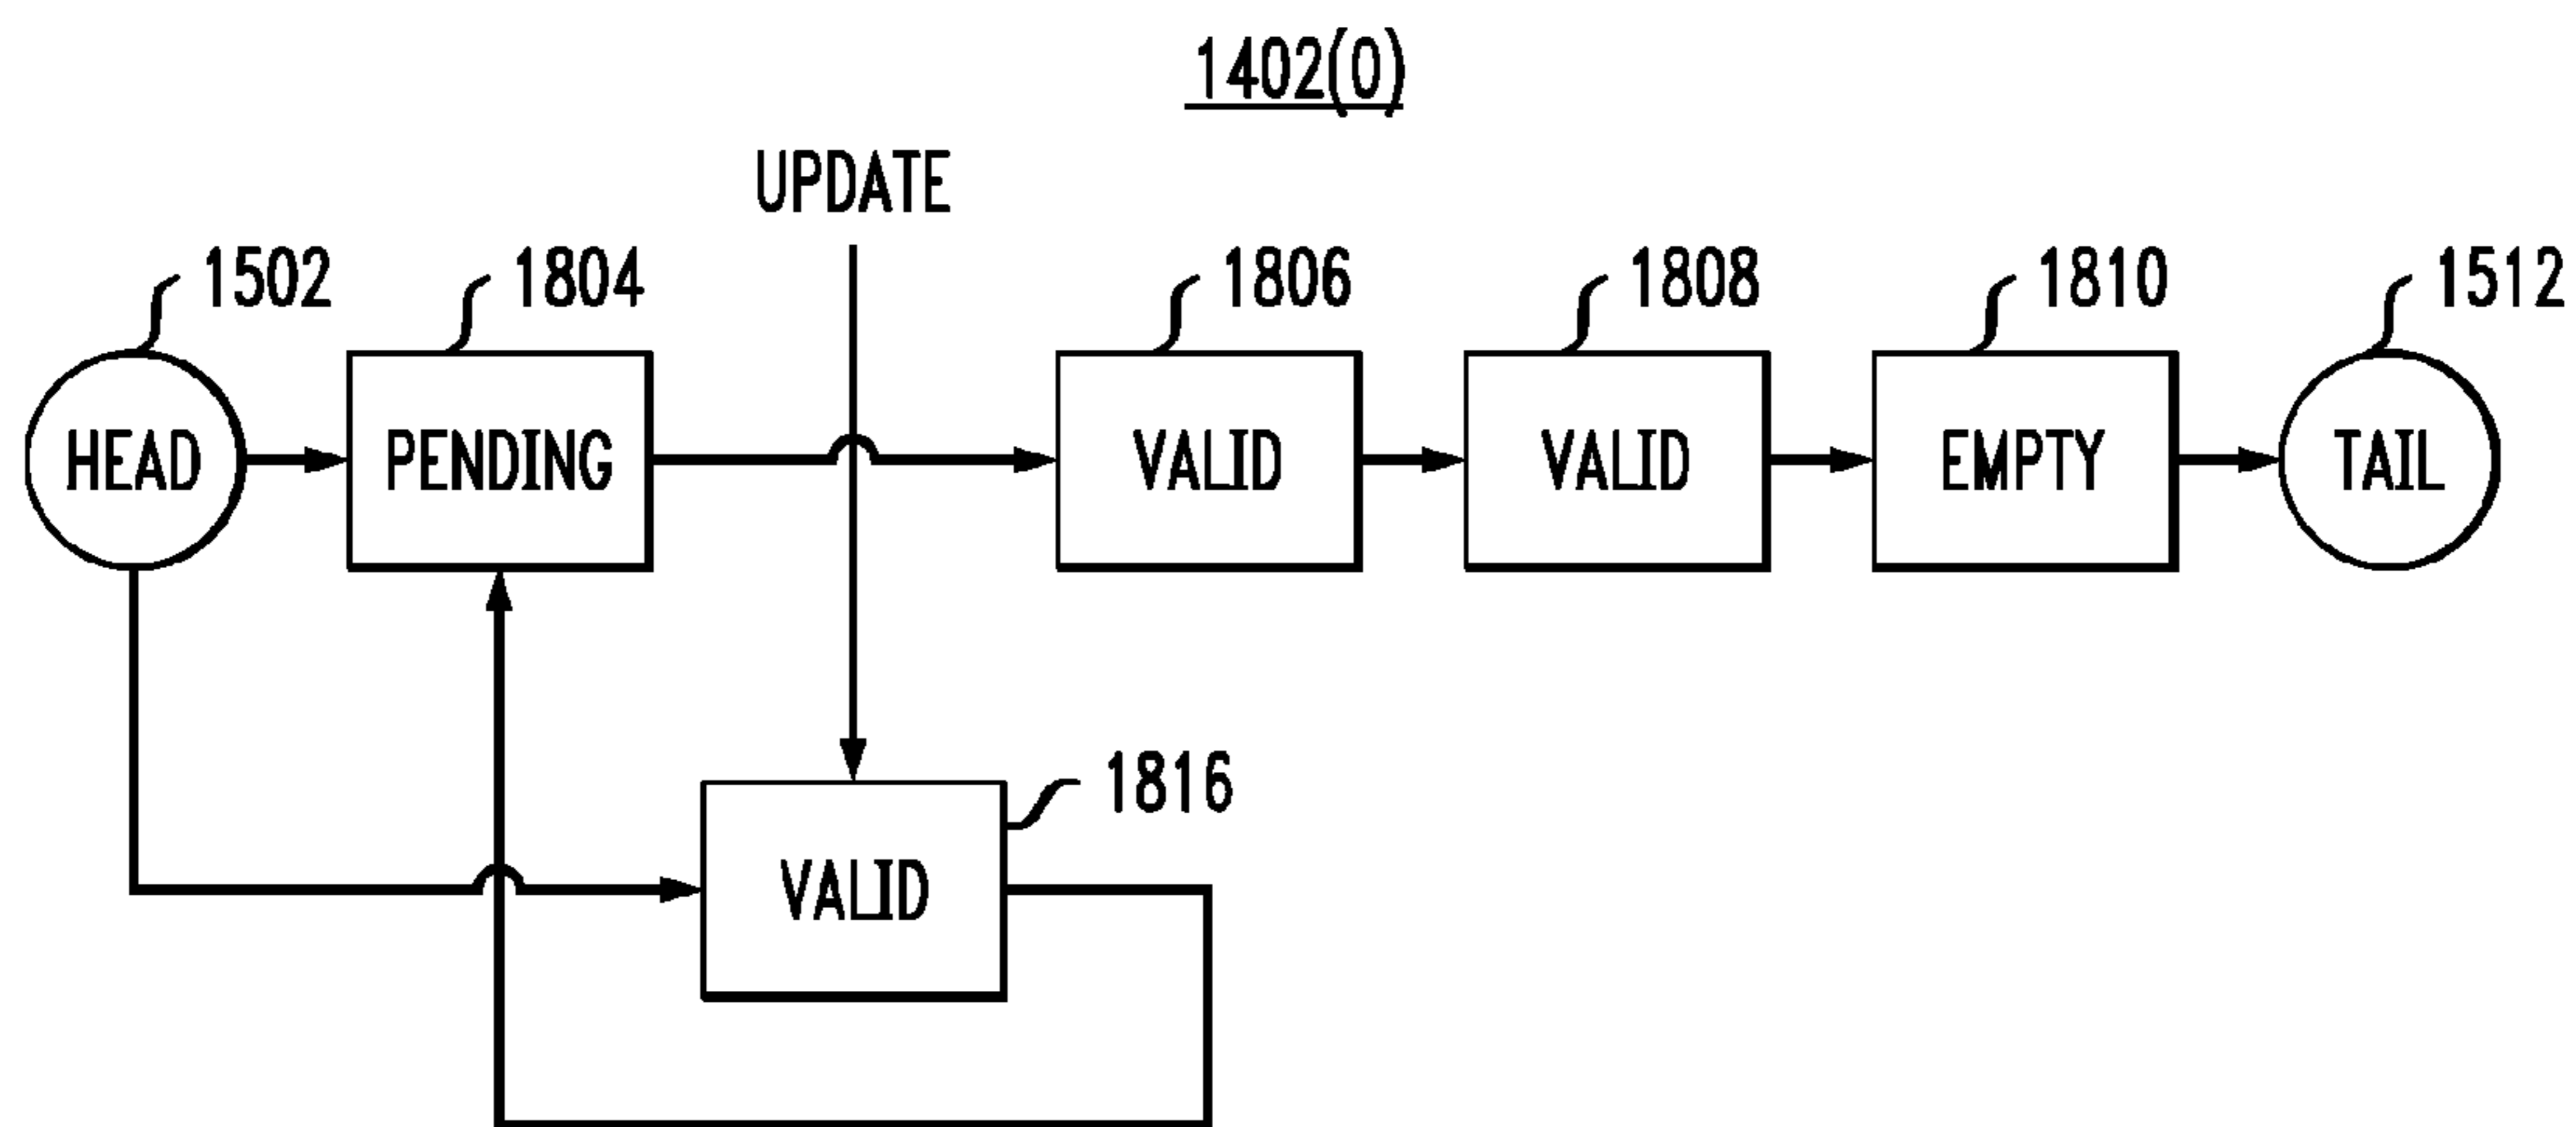 1402(0)
UPDATE
1502
1804
1806
1808
1810
1512
HEAD
PENDING
VALID
VALID
EMPTY
TAIL
1816
VALID